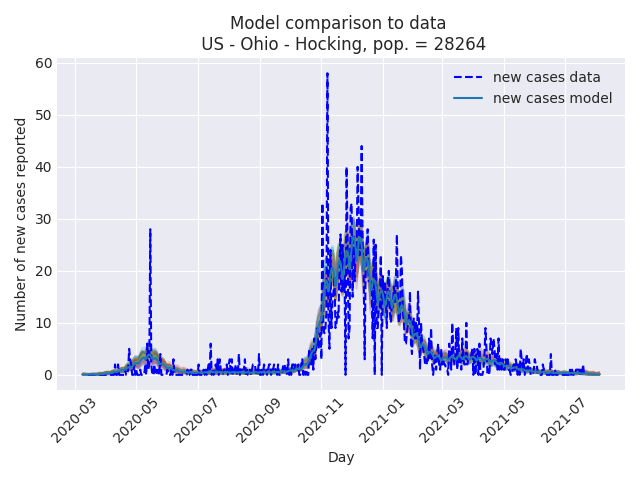 Model comparison to data
US - Ohio - Hocking, pop. = 28264
new cases data
new cases model
Number of new cases reported
60
50
40
30
20
10
0
2020-03
2020-05
2020-07
2020-09
2020-11
2021-01
2021-03
2021-05
2021-07
Day